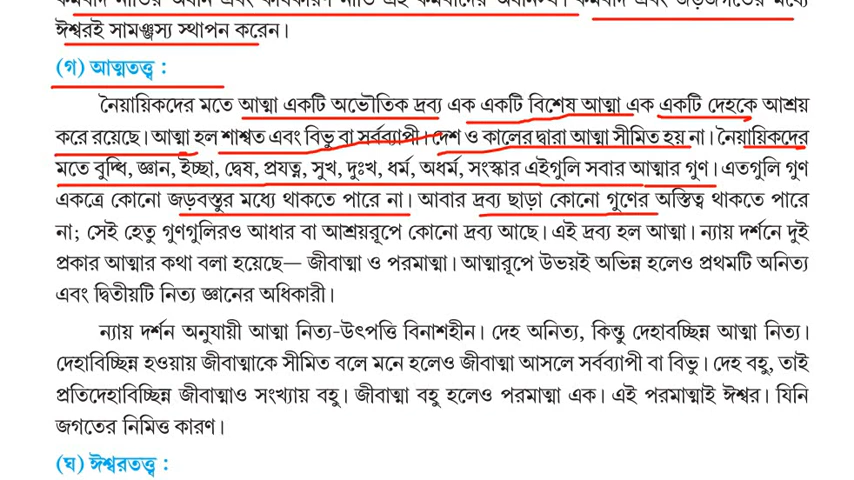 ঈশ্বরই সামঞ্জস্য স্থাপন করেন।
(গ) আত্মতত্ত্ব :
নৈয়ায়িকদের মতে আত্মা একটি অভৌতিক দ্রব্য এক একটি বিশেষ আত্মা এক একটি দেহকে আশ্রয়
করে রয়েছে। আত্মা হল শাশ্বত এবং বিভু বা সর্বব্যাপী। দেশ ও কালের দ্বারা আত্মা সীমিত হয় না। নৈয়ায়িকদের
মতে বুদ্ধি, জ্ঞান, ইচ্ছা, দ্বেষ, প্রযত্ন, সুখ, দুঃখ, ধর্ম, অধর্ম, সংস্কার এইগুলি সবার আত্মার গুণ। এতগুলি গুণ
একত্রে কোনো জড়বস্তুর মধ্যে থাকতে পারে না। আবার দ্রব্য ছাড়া কোনো গুণের অস্তিত্ব থাকতে পারে
না; সেই হেতু গুণগুলিরও আধার বা আশ্রয়রূপে কোনো দ্রব্য আছে। এই দ্রব্য হল আত্মা। ন্যায় দর্শনে দুই
প্রকার আত্মার কথা বলা হয়েছে— জীবাত্মা ও পরমাত্মা। আত্মারূপে উভয়ই অভিন্ন হলেও প্রথমটি অনিত্য
এবং দ্বিতীয়টি নিত্য জ্ঞানের অধিকারী।
ন্যায় দর্শন অনুযায়ী আত্মা নিত্য-উৎপত্তি বিনাশহীন। দেহ অনিত্য, কিন্তু দেহাবচ্ছিন্ন আত্মা নিত্য।
দেহাবিচ্ছিন্ন হওয়ায় জীবাত্মাকে সীমিত বলে মনে হলেও জীবাত্মা আসলে সর্বব্যাপী বা বিভু। দেহ বহু, তাই
প্রতিদেহাবিচ্ছিন্ন জীবাত্মাও সংখ্যায় বহু। জীবাত্মা বহু হলেও পরমাত্মা এক। এই পরমাত্মাই ঈশ্বর। যিনি
জগতের নিমিত্ত কারণ।
(ঘ) ঈশ্বরতত্ত্ব :